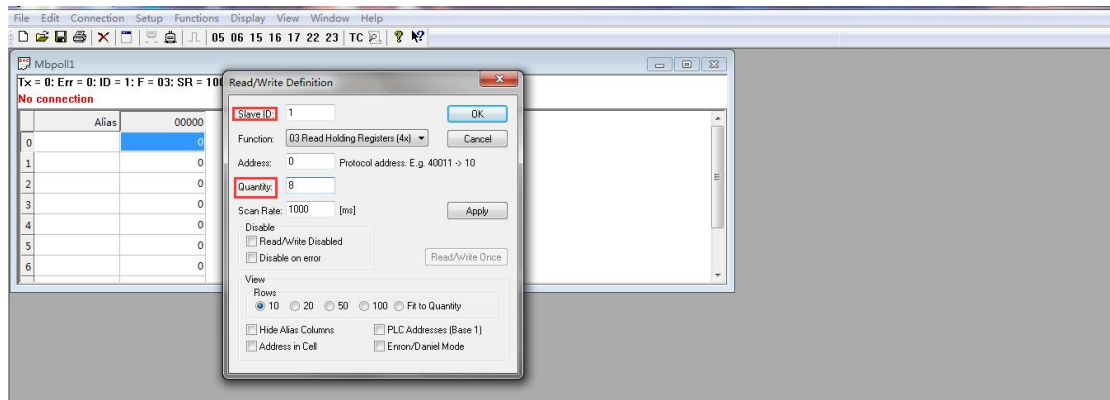 File Edit Connection Setup Functions Display View Window Help
05 06 15 16 17 22 23 TC
Mbpoll1
Tx = 0: Err = 0: ID = 1: F = 03: SR = 100
No connection
Alias 00000
0 0
1 0
2 0
3 0
4 0
5 0
6 0
Read/Write Definition
Slave ID: 1 OK
Function: 03 Read Holding Registers (4x) Cancel
Address: 0 Protocol address. E.g. 40011 -> 10
Quantity: 8
Scan Rate: 1000 [ms] Apply
Disable
Read/Write Disabled
Disable on error Read/Write Once
View
Rows
10 20 50 100 Fit to Quantity
Hide Alias Columns PLC Addresses (Base 1)
Address in Cell Enron/Daniel Mode